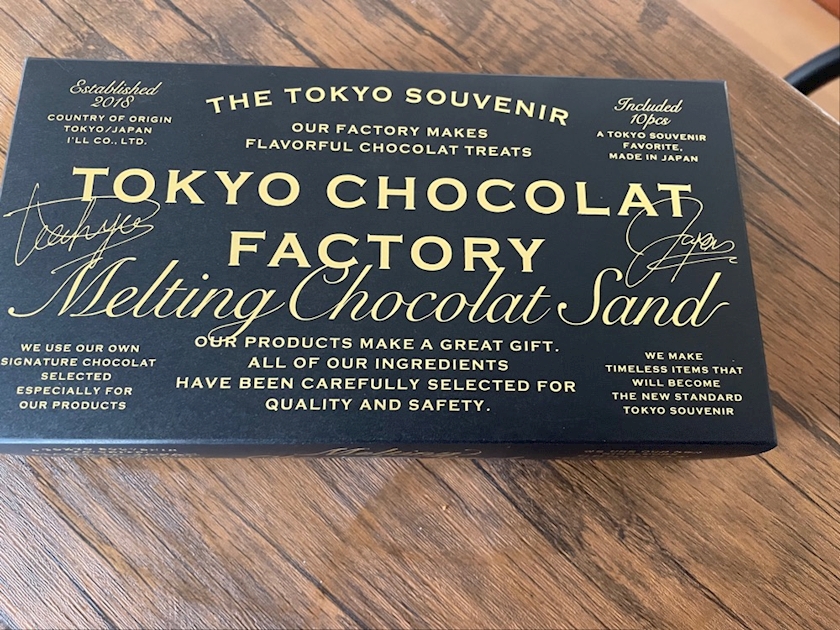 Established
2018
COUNTRY OF ORIGIN
TOKYO/JAPAN
I'LL CO., LTD.
THE TOKYO SOUVENIR
OUR FACTORY MAKES
FLAVORFUL CHOCOLAT TREATS
Included
10pcs
A TOKYO SOUVENIR
FAVORITE,
MADE IN JAPAN
TOKYO CHOCOLAT
FACTORY
Japan
Melting Chocolat Sand
WE USE OUR OWN
SIGNATURE CHOCOLAT
SELECTED
ESPECIALLY FOR
OUR PRODUCTS
OUR PRODUCTS MAKE A GREAT GIFT.
ALL OF OUR INGREDIENTS
HAVE BEEN CAREFULLY SELECTED FOR
QUALITY AND SAFETY.
WE MAKE
TIMELESS ITEMS THAT
WILL BECOME
THE NEW STANDARD
TOKYO SOUVENIR
Melting